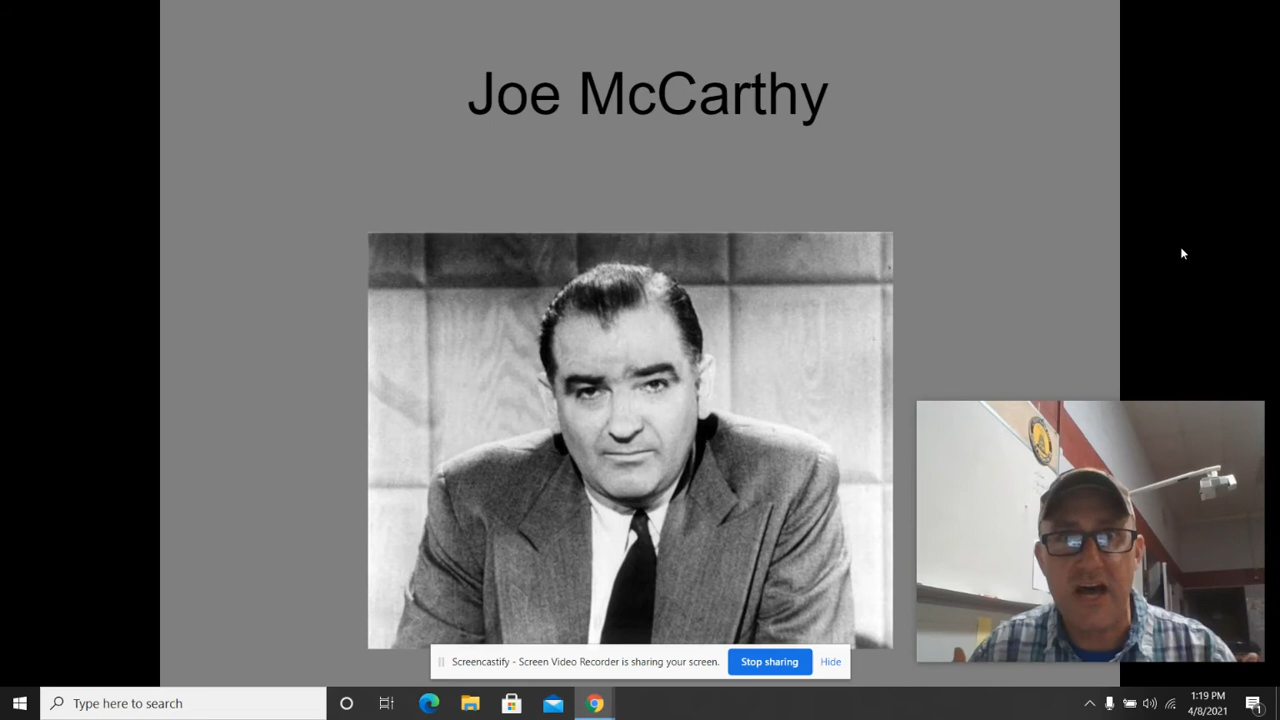 Joe McCarthy
Screencastify - Screen Video Recorder is sharing your screen.
Stop sharing
Hide
Type here to search
1:19 PM
4/8/2021
1